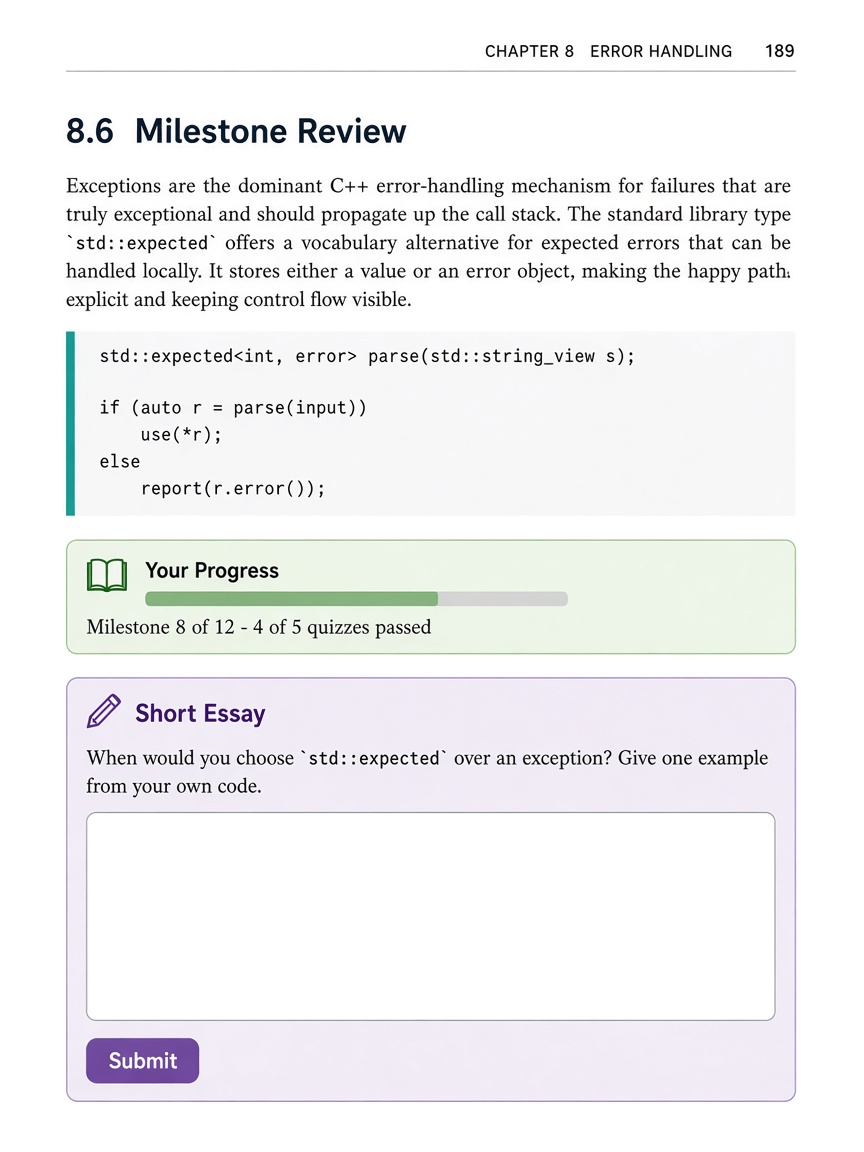 CHAPTER 8 ERROR HANDLING 189
8.6 Milestone Review
Exceptions are the dominant C++ error-handling mechanism for failures that are
truly exceptional and should propagate up the call stack. The standard library type
`std::expected` offers a vocabulary alternative for expected errors that can be
handled locally. It stores either a value or an error object, making the happy path
explicit and keeping control flow visible.
std::expected<int, error> parse(std::string_view s);
if (auto r = parse(input))
    use(*r);
else
    report(r.error());
Your Progress
Milestone 8 of 12 - 4 of 5 quizzes passed
Short Essay
When would you choose `std::expected` over an exception? Give one example
from your own code.
Submit